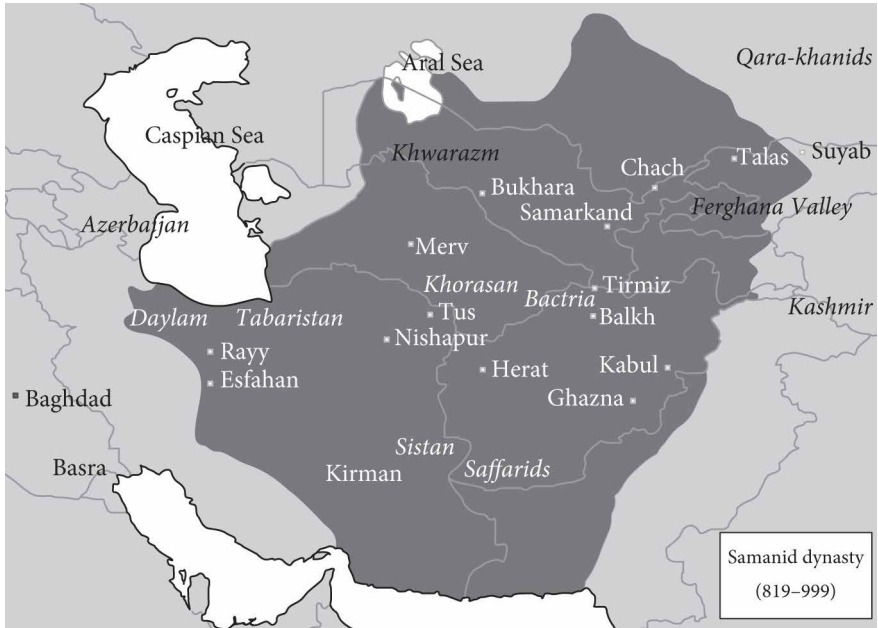 Qara-khanids
Aral Sea
Caspian Sea
Khwarazm
Chach
Talas
Suyab
Bukhara
Samarkand
Ferghana Valley
Azerbafjan
Merv
Khorasan
Bactria
Tirmiz
Kashmir
Daylam
Tabaristan
Tus
Balkh
Nishapur
Rayy
Esfahan
Herat
Kabul
Ghazna
Baghdad
Sistan
Basra
Kirman
Saffarids
Samanid dynasty
(819–999)